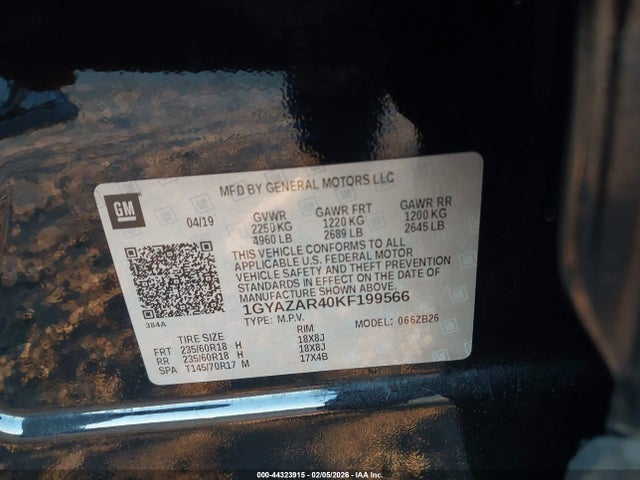 MFD BY GENERAL MOTORS LLC
GM
04/19
GVWR GAWR FRT GAWR RR
2250KG 1220 KG 1200 KG
4960 LB 2689 LB 2645 LB
THIS VEHICLE CONFORMS TO ALL
APPLICABLE U.S. FEDERAL MOTOR
VEHICLE SAFETY AND THEFT PREVENTION
STANDARDS IN EFFECT ON THE DATE OF
MANUFACTURE SHOWN ABOVE.
1GYAZAR40KF199566
384A
TYPE: M.P.V. MODEL: 066ZB26
TIRE SIZE RIM
FRT 235/60R18 H 18X8J
RR 235/60R18 H 18X8J
SPA T145/70R17 M 17X4B
000-44323915 - 02/05/2026 - IAA Inc.